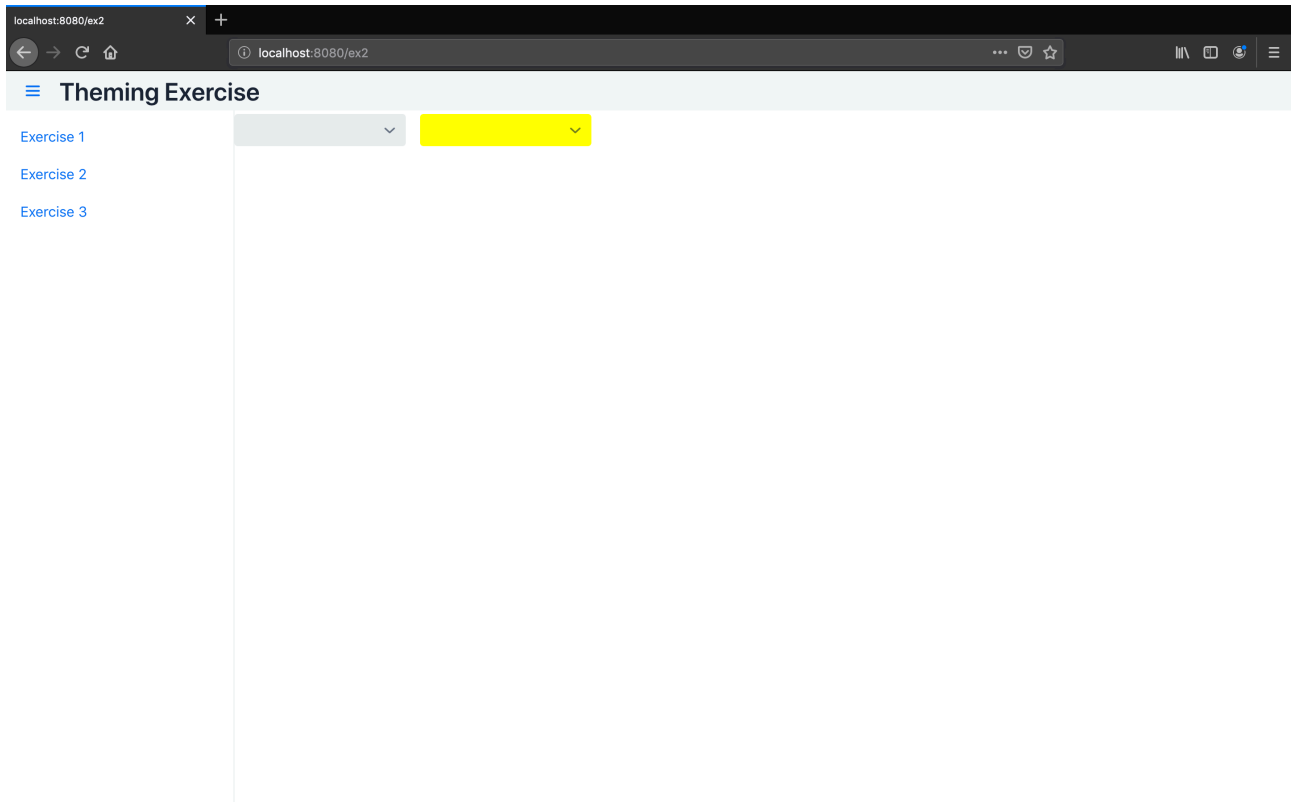 localhost:8080/ex2
localhost:8080/ex2
Theming Exercise
Exercise 1
Exercise 2
Exercise 3